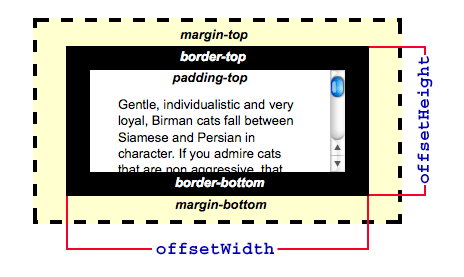 margin-top
border-top
padding-top
Gentle, individualistic and very
loyal, Birman cats fall between
Siamese and Persian in
character. If you admire cats
that are non aggressive, that
border-bottom
margin-bottom
offsetWidth
offsetHeight